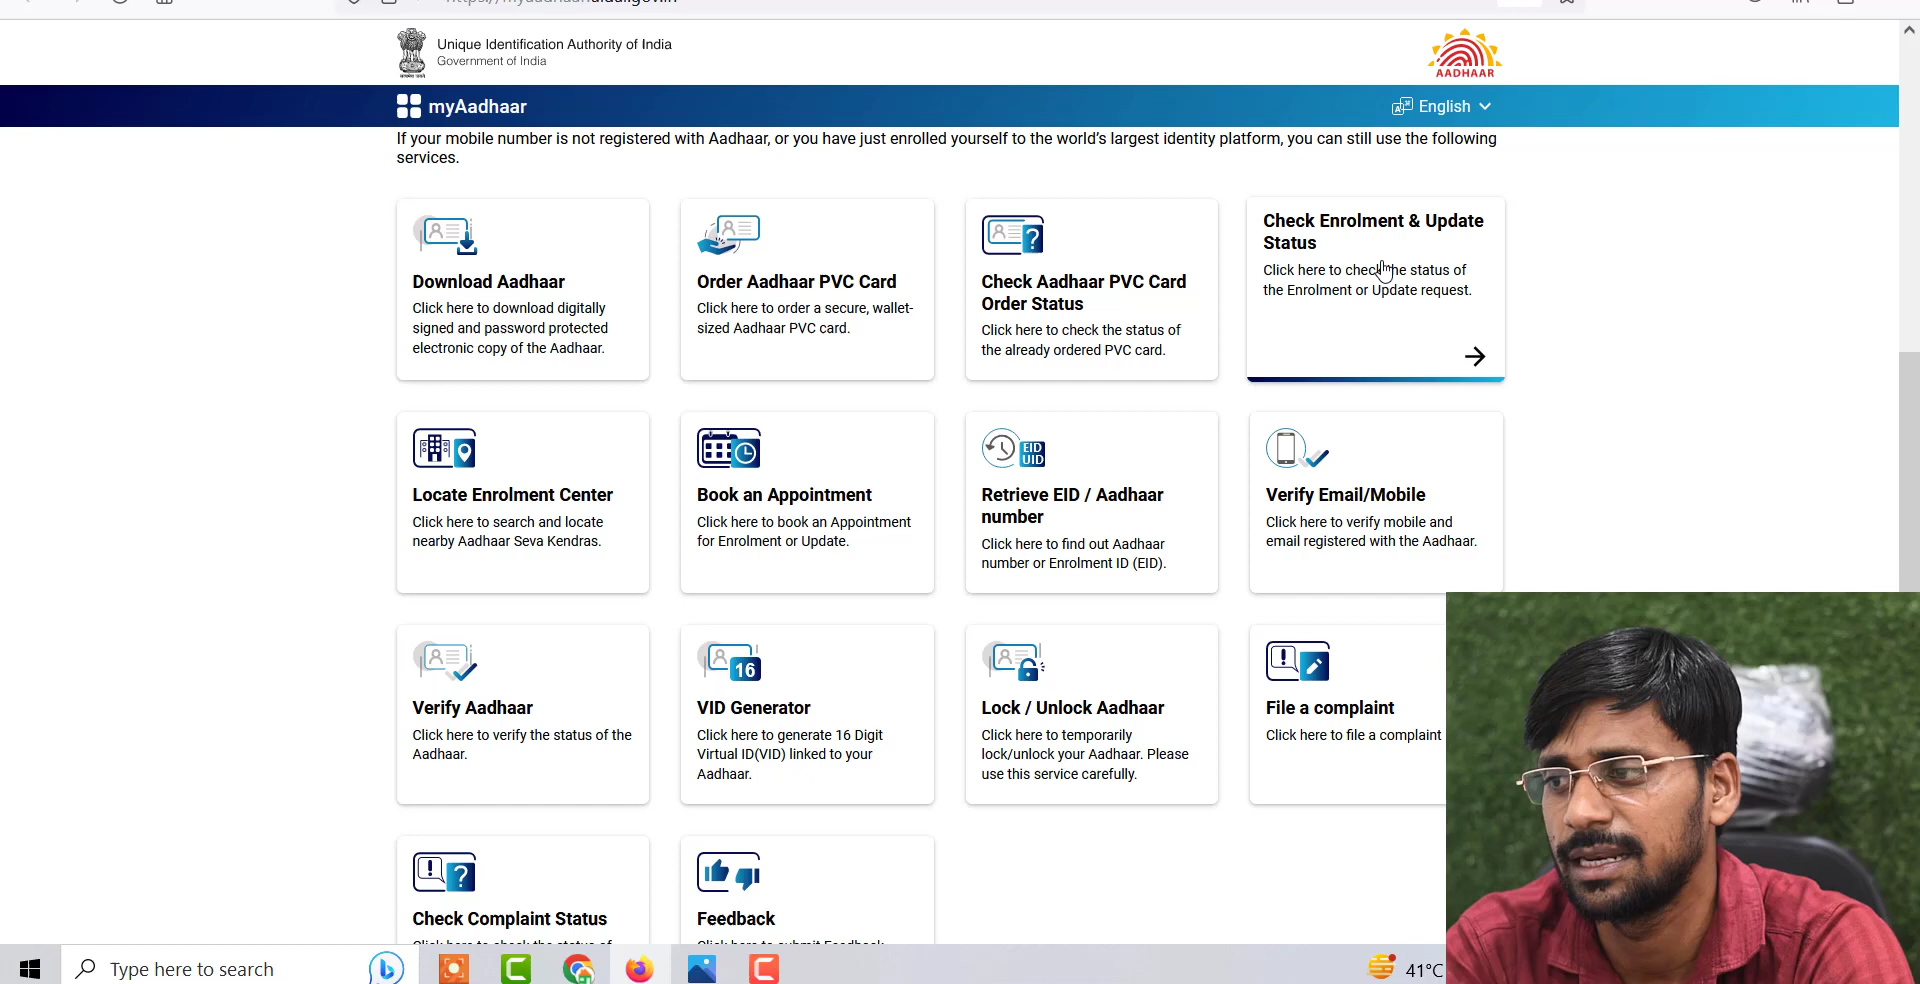 Unique Identification Authority of India
Government of India
AADHAAR
myAadhaar
English
If your mobile number is not registered with Aadhaar, or you have just enrolled yourself to the world's largest identity platform, you can still use the following
services.
Download Aadhaar
Click here to download digitally
signed and password protected
electronic copy of the Aadhaar.
Order Aadhaar PVC Card
Click here to order a secure, wallet-
sized Aadhaar PVC card.
?
Check Aadhaar PVC Card
Order Status
Click here to check the status of
the already ordered PVC card.
Check Enrolment & Update
Status
Click here to check the status of
the Enrolment or Update request.
Locate Enrolment Center
Click here to search and locate
nearby Aadhaar Seva Kendras.
Book an Appointment
Click here to book an Appointment
for Enrolment or Update.
EID
UID
Retrieve EID / Aadhaar
number
Click here to find out Aadhaar
number or Enrolment ID (EID).
Verify Email/Mobile
Click here to verify mobile and
email registered with the Aadhaar.
Verify Aadhaar
Click here to verify the status of the
Aadhaar.
16
VID Generator
Click here to generate 16 Digit
Virtual ID(VID) linked to your
Aadhaar.
Lock / Unlock Aadhaar
Click here to temporarily
lock/unlock your Aadhaar. Please
use this service carefully.
!
File a complaint
Click here to file a complaint
! ?
Check Complaint Status
Feedback
Type here to search
41°C